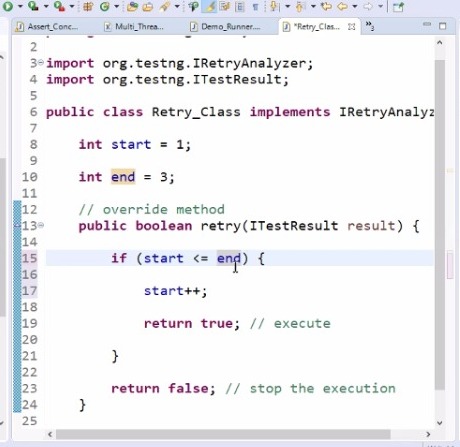 Assert_Conc... Multi_Threa... Demo_Runner.... *Retry_Clas... »3
2
3 import org.testng.IRetryAnalyzer;
4 import org.testng.ITestResult;
5
6 public class Retry_Class implements IRetryAnalyz
7
8 int start = 1;
9
10 int end = 3;
11
12 // override method
13 public boolean retry(ITestResult result) {
14
15 if (start <= end) {
16
17 start++;
18
19 return true; // execute
20
21 }
22
23 return false; // stop the execution
24 }
25